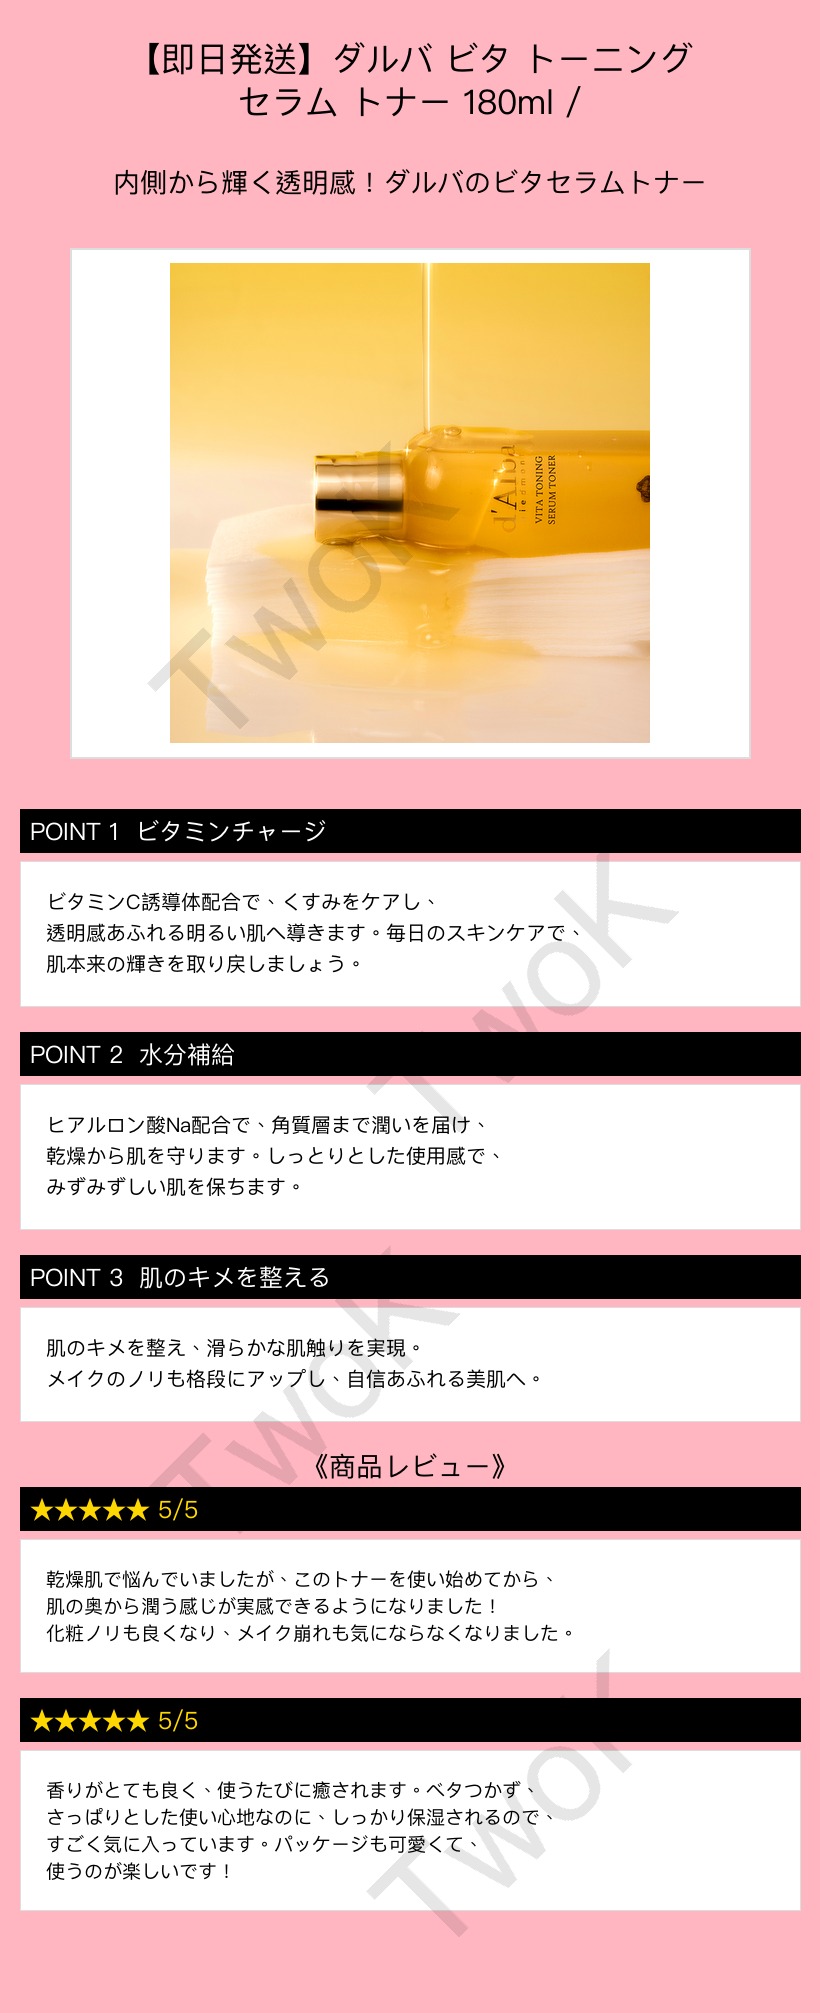 【即日発送】ダルバ ビタ トーニング
セラム トナー 180ml /
内側から輝く透明感！ダルバのビタセラムトナー
d'Alba
iedmon
VITA TONING
SERUM TONER
TwoK
POINT 1 ビタミンチャージ
ビタミンC誘導体配合で、くすみをケアし、
透明感あふれる明るい肌へ導きます。毎日のスキンケアで、
肌本来の輝きを取り戻しましょう。
TwoK
POINT 2 水分補給
ヒアルロン酸Na配合で、角質層まで潤いを届け、
乾燥から肌を守ります。しっとりとした使用感で、
みずみずしい肌を保ちます。
POINT 3 肌のキメを整える
肌のキメを整え、滑らかな肌触りを実現。
メイクのノリも格段にアップし、自信あふれる美肌へ。
TwoK
《商品レビュー》
★★★★★ 5/5
乾燥肌で悩んでいましたが、このトナーを使い始めてから、
肌の奥から潤う感じが実感できるようになりました！
化粧ノリも良くなり、メイク崩れも気にならなくなりました。
★★★★★ 5/5
香りがとても良く、使うたびに癒されます。ベタつかず、
さっぱりとした使い心地なのに、しっかり保湿されるので、
すごく気に入っています。パッケージも可愛くて、
使うのが楽しいです！
TwoK